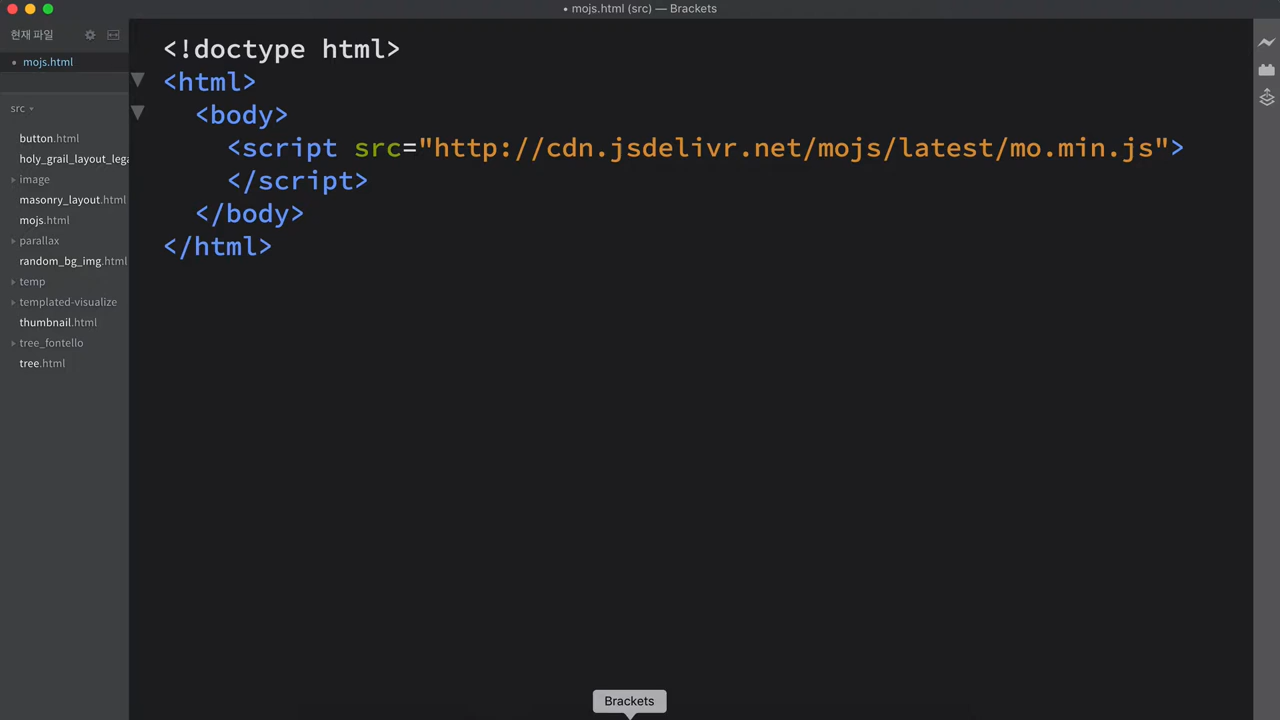 • mojs.html (src) — Brackets
현재 파일
• mojs.html
src
button.html
holy_grail_layout_lega
image
masonry_layout.html
mojs.html
parallax
random_bg_img.html
temp
templated-visualize
thumbnail.html
tree_fontello
tree.html
<!doctype html>
<html>
<body>
<script src="http://cdn.jsdelivr.net/mojs/latest/mo.min.js">
</script>
</body>
</html>
Brackets